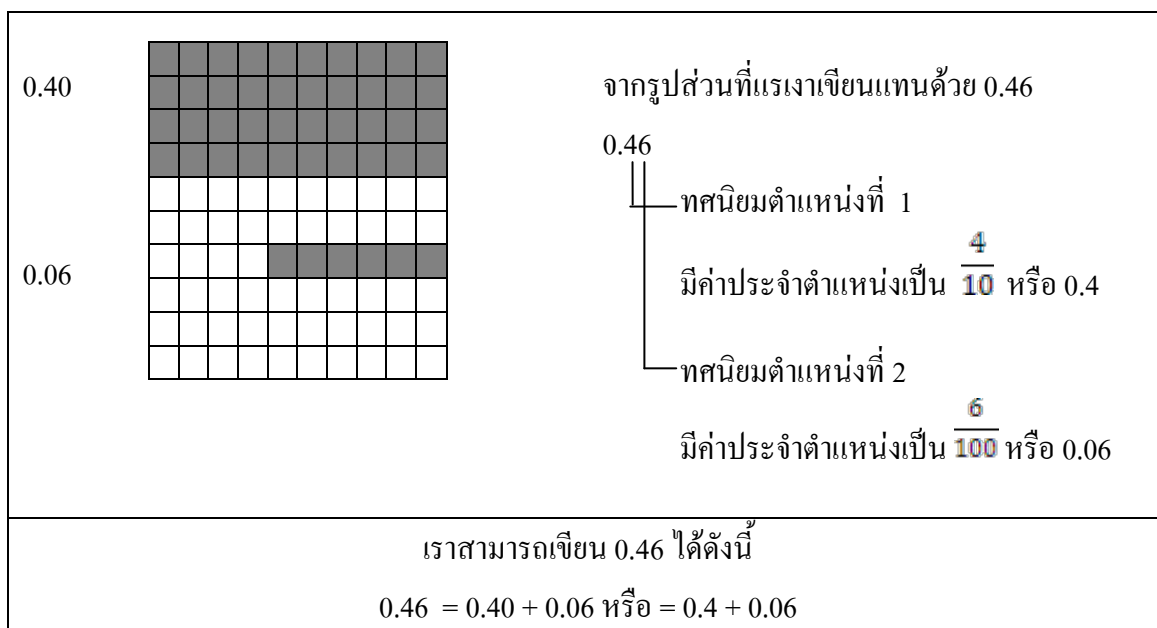 0.40
0.06
จากรูปส่วนที่แรเงาเขียนแทนด้วย 0.46
0.46
ทศนิยมตำแหน่งที่ 1
มีค่าประจำตำแหน่งเป็น 4/10 หรือ 0.4
ทศนิยมตำแหน่งที่ 2
มีค่าประจำตำแหน่งเป็น 6/100 หรือ 0.06
เราสามารถเขียน 0.46 ได้ดังนี้
0.46 = 0.40 + 0.06 หรือ = 0.4 + 0.06